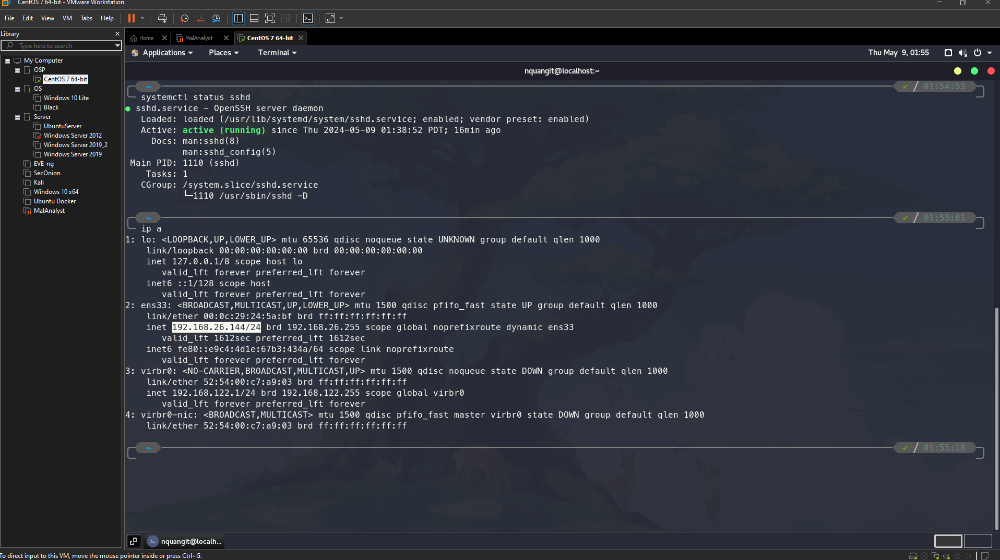 CentOS 7 64-bit - VMware Workstation
File Edit View VM Tabs Help
Library
Type here to search
My Computer
OSP
CentOS 7 64-bit
OS
Windows 10 Lite
Black
Server
UbuntuServer
Windows Server 2012
Windows Server 2019_2
Windows Server 2019
EVE-ng
SecOnion
Kali
Windows 10 x64
Ubuntu Docker
MalAnalyst
Home MalAnalyst CentOS 7 64-bit
Applications Places Terminal Thu May 9, 01:55
nquangit@localhost:~
~ ✔ / 01:54:53
systemctl status sshd
● sshd.service - OpenSSH server daemon
Loaded: loaded (/usr/lib/systemd/system/sshd.service; enabled; vendor preset: enabled)
Active: active (running) since Thu 2024-05-09 01:38:52 PDT; 16min ago
Docs: man:sshd(8)
man:sshd_config(5)
Main PID: 1110 (sshd)
Tasks: 1
CGroup: /system.slice/sshd.service
└─1110 /usr/sbin/sshd -D
~ ✔ / 01:55:01
ip a
1: lo: <LOOPBACK,UP,LOWER_UP> mtu 65536 qdisc noqueue state UNKNOWN group default qlen 1000
link/loopback 00:00:00:00:00:00 brd 00:00:00:00:00:00
inet 127.0.0.1/8 scope host lo
valid_lft forever preferred_lft forever
inet6 ::1/128 scope host
valid_lft forever preferred_lft forever
2: ens33: <BROADCAST,MULTICAST,UP,LOWER_UP> mtu 1500 qdisc pfifo_fast state UP group default qlen 1000
link/ether 00:0c:29:24:5a:bf brd ff:ff:ff:ff:ff:ff
inet 192.168.26.144/24 brd 192.168.26.255 scope global noprefixroute dynamic ens33
valid_lft 1612sec preferred_lft 1612sec
inet6 fe80::e9c4:4d1e:67b3:434a/64 scope link noprefixroute
valid_lft forever preferred_lft forever
3: virbr0: <NO-CARRIER,BROADCAST,MULTICAST,UP> mtu 1500 qdisc noqueue state DOWN group default qlen 1000
link/ether 52:54:00:c7:a9:03 brd ff:ff:ff:ff:ff:ff
inet 192.168.122.1/24 brd 192.168.122.255 scope global virbr0
valid_lft forever preferred_lft forever
4: virbr0-nic: <BROADCAST,MULTICAST> mtu 1500 qdisc pfifo_fast master virbr0 state DOWN group default qlen 1000
link/ether 52:54:00:c7:a9:03 brd ff:ff:ff:ff:ff:ff
~ ✔ / 01:55:18
nquangit@localh...
To direct input to this VM, move the mouse pointer inside or press Ctrl+G.